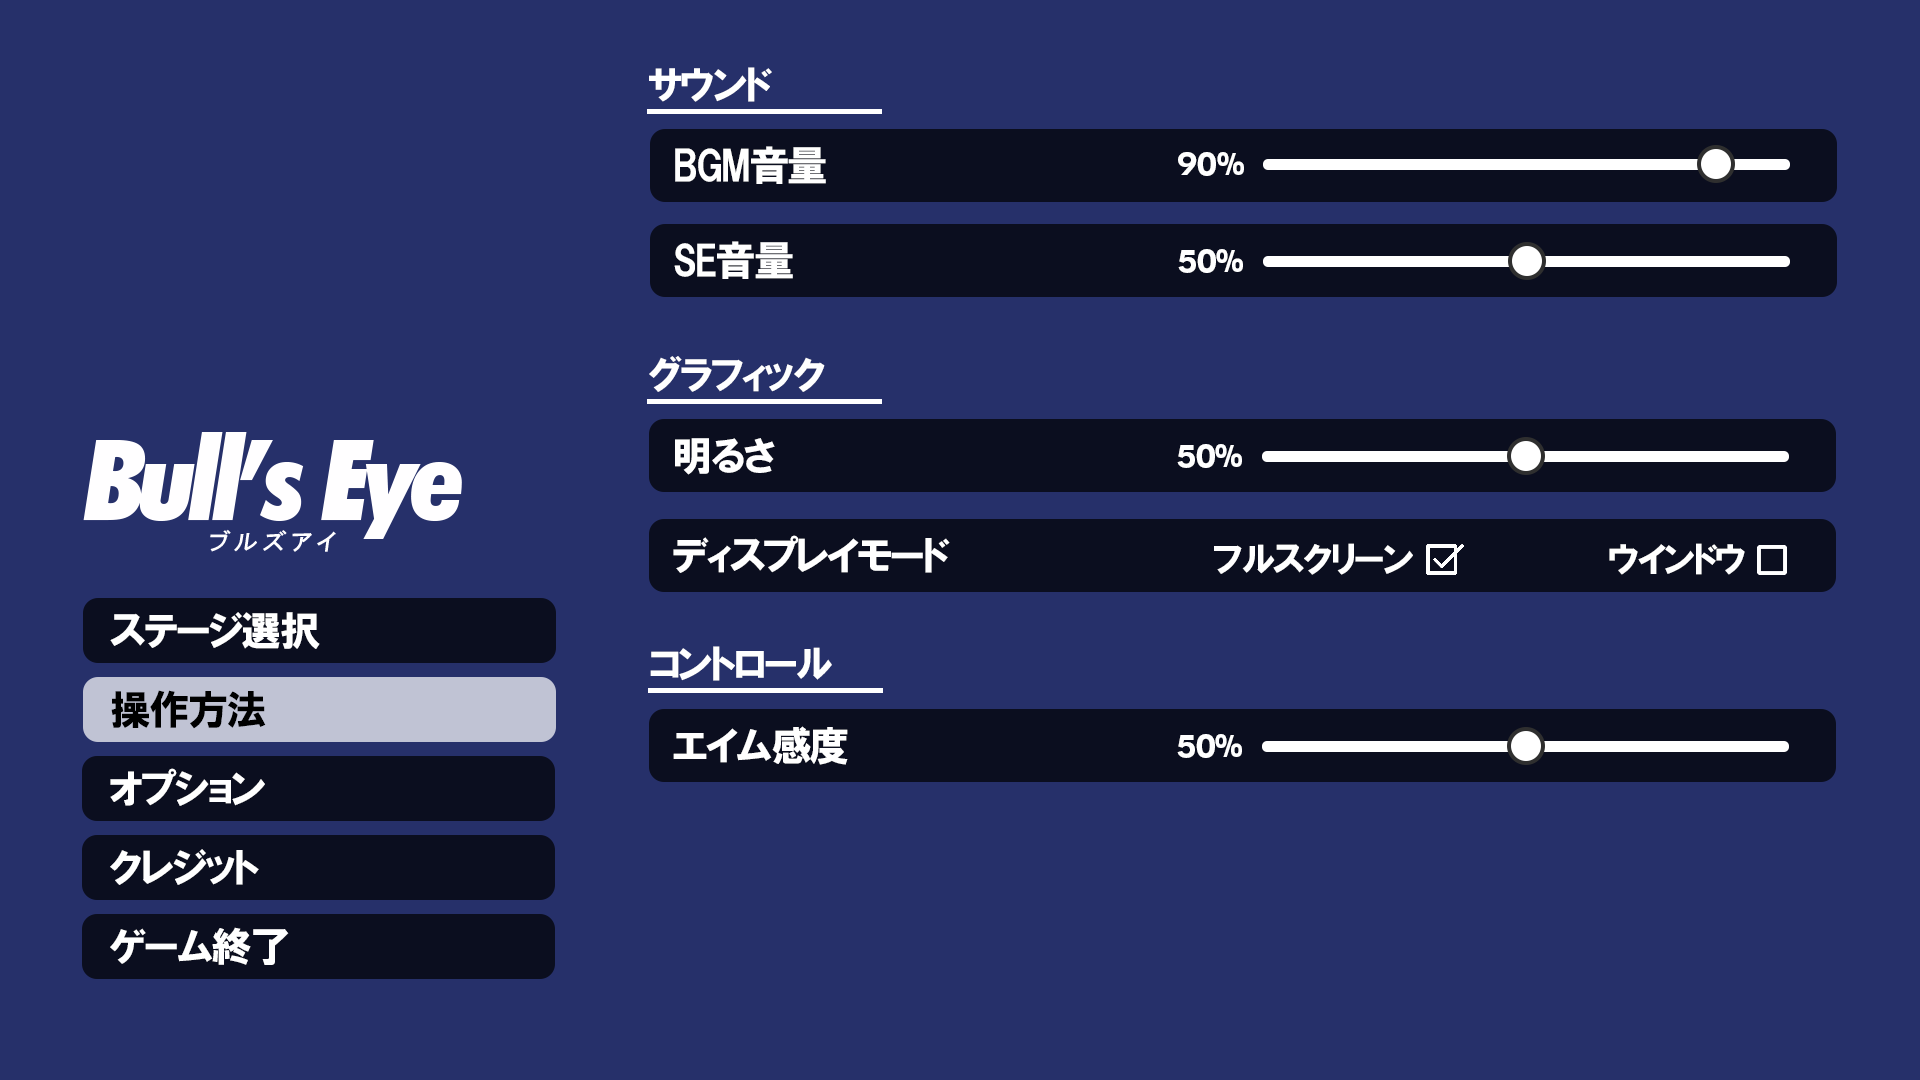 Bull's Eye
ブルズアイ
ステージ選択
操作方法
オプション
クレジット
ゲーム終了
サウンド
BGM音量 90%
SE音量 50%
グラフィック
明るさ 50%
ディスプレイモード フルスクリーン ウインドウ
コントロール
エイム感度 50%